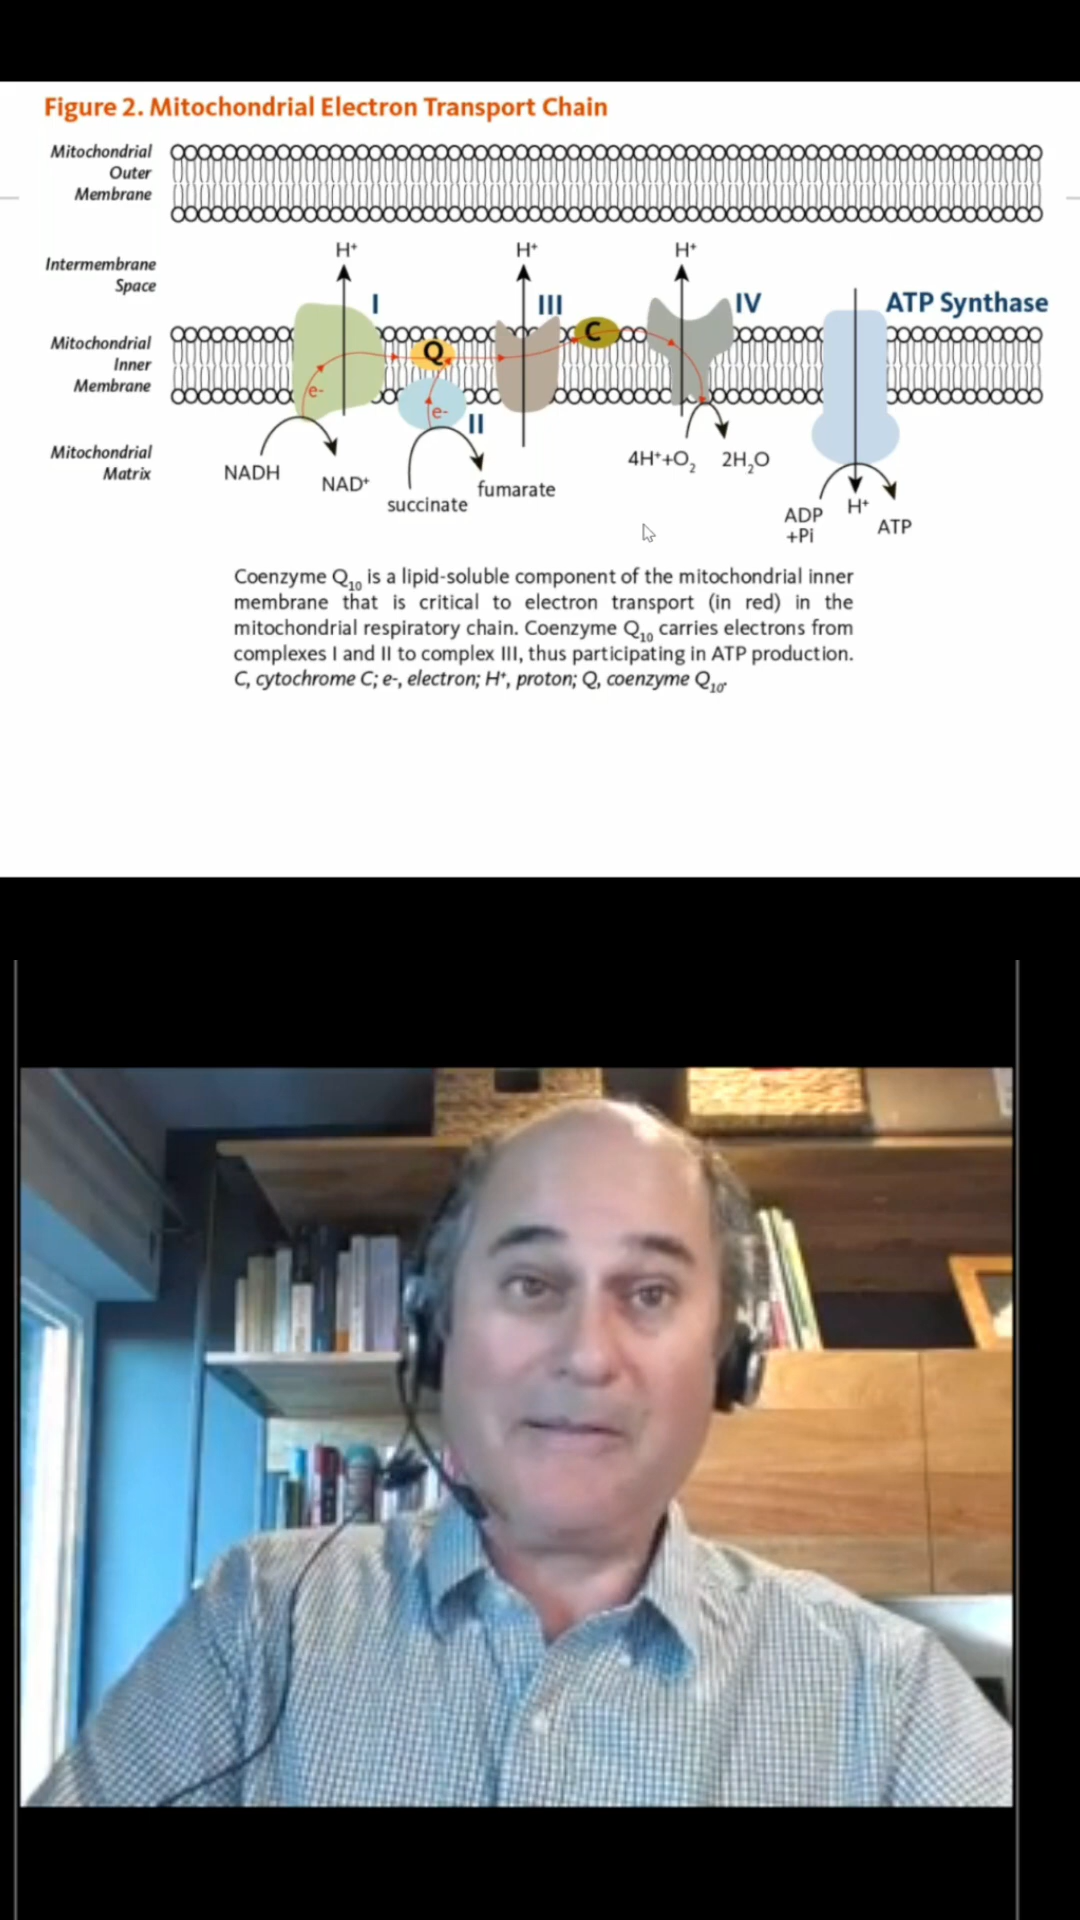 Figure 2. Mitochondrial Electron Transport Chain
Mitochondrial
Outer
Membrane
Intermembrane
Space
H⁺
H⁺
H⁺
I
III
IV
ATP Synthase
Mitochondrial
Inner
Membrane
Q
C
e-
e-
II
Mitochondrial
Matrix
NADH
NAD⁺
succinate
fumarate
4H⁺+O₂
2H₂O
ADP
+Pi
H⁺
ATP
Coenzyme Q₁₀ is a lipid-soluble component of the mitochondrial inner
membrane that is critical to electron transport (in red) in the
mitochondrial respiratory chain. Coenzyme Q₁₀ carries electrons from
complexes I and II to complex III, thus participating in ATP production.
C, cytochrome C; e-, electron; H⁺, proton; Q, coenzyme Q₁₀.